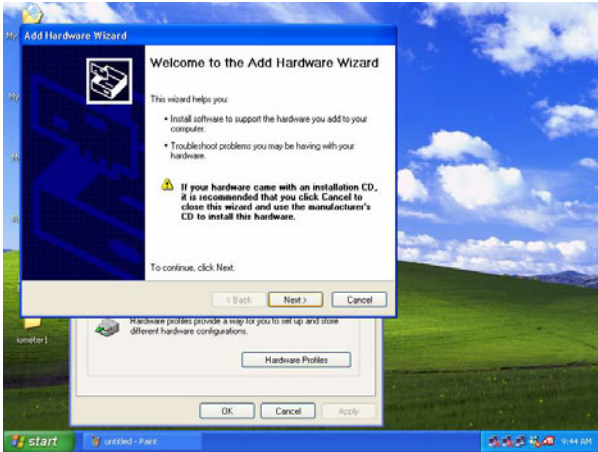 Add Hardware Wizard
Welcome to the Add Hardware Wizard
This wizard helps you:
• Install software to support the hardware you add to your
computer.
• Troubleshoot problems you may be having with your
hardware.
If your hardware came with an installation CD,
it is recommended that you click Cancel to
close this wizard and use the manufacturer's
CD to install this hardware.
To continue, click Next.
< Back Next > Cancel
Hardware profiles provide a way for you to set up and store
different hardware configurations.
Hardware Profiles
iometer1
OK Cancel Apply
start untitled - Paint 9:44 AM